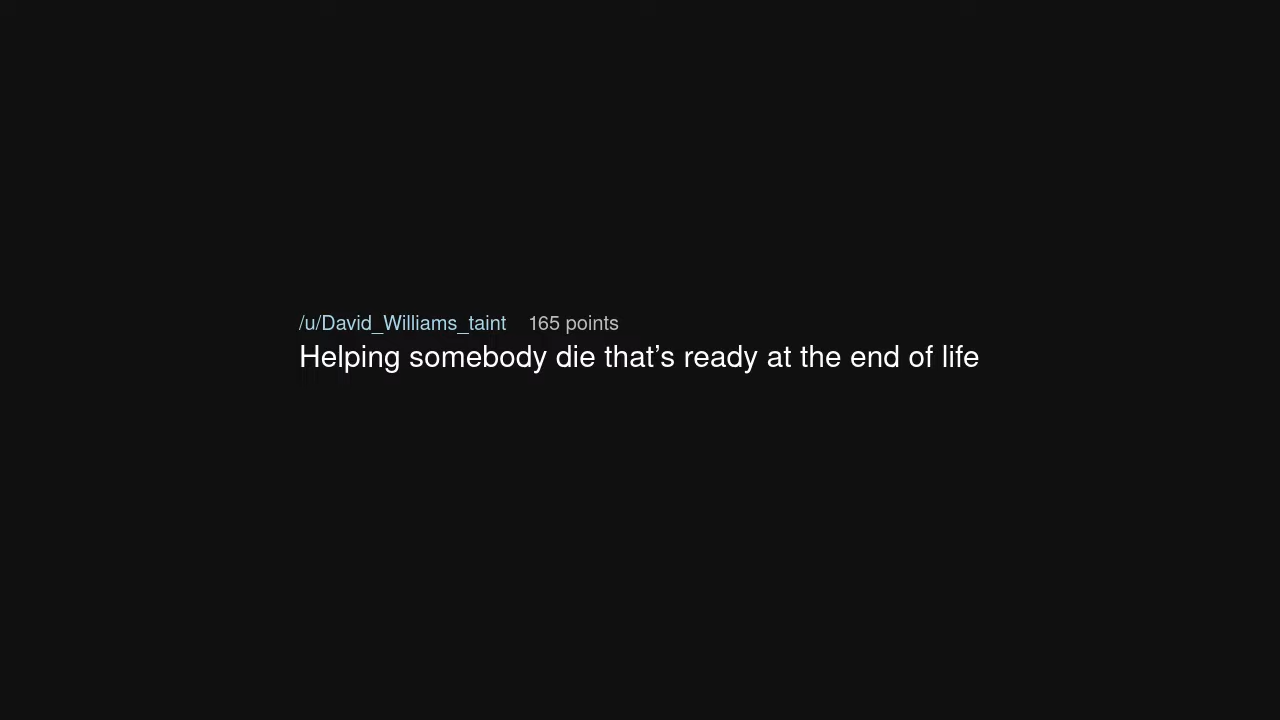 /u/David_Williams_taint 165 points
Helping somebody die that’s ready at the end of life